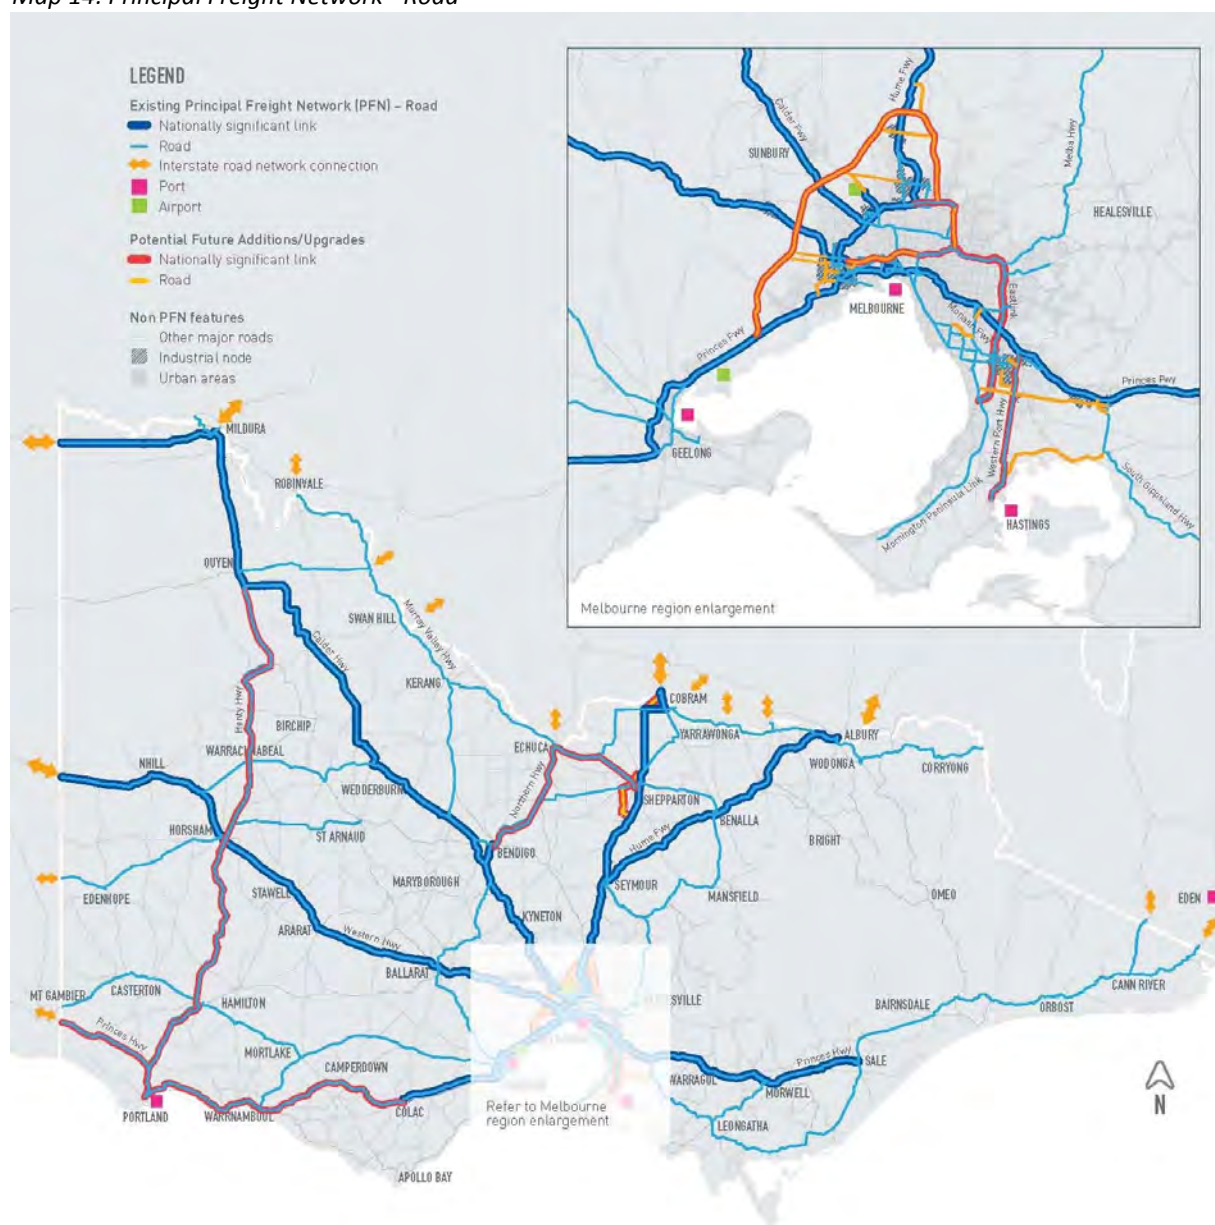 Map 14: Principal Freight Network - Road
LEGEND
Existing Principal Freight Network (PFN) – Road
Nationally significant link
Road
Interstate road network connection
Port
Airport
Potential Future Additions/Upgrades
Nationally significant link
Road
Non PFN features
Other major roads
Industrial node
Urban areas
Hume Fwy
Calder Fwy
SUNBURY
Melba Hwy
HEALESVILLE
Eastlink
MELBOURNE
Monash Fwy
Princes Fwy
Princes Fwy
GEELONG
Western Port Hwy
South Gippsland Hwy
Mornington Peninsula Link
HASTINGS
Melbourne region enlargement
MILDURA
ROBINVALE
OUYEN
SWAN HILL
Murray Valley Hwy
Calder Hwy
KERANG
COBRAM
Henty Hwy
BIRCHIP
YARRAWONGA
ALBURY
ECHUCA
WARRACKNABEAL
NHILL
WODONGA
CORRYONG
WEDDERBURN
Northern Hwy
SHEPPARTON
HORSHAM
ST ARNAUD
BENALLA
Hume Fwy
BRIGHT
BENDIGO
MARYBOROUGH
SEYMOUR
STAWELL
EDENHOPE
MANSFIELD
OMEO
EDEN
KYNETON
ARARAT
Western Hwy
BALLARAT
CASTERTON
MT GAMBIER
HAMILTON
SVILLE
CANN RIVER
BAIRNSDALE
ORBOST
Princes Hwy
MORTLAKE
CAMPERDOWN
Princes Hwy
SALE
WARRAGUL
MORWELL
PORTLAND
WARRNAMBOOL
COLAC
Refer to Melbourne
region enlargement
LEONGATHA
N
APOLLO BAY